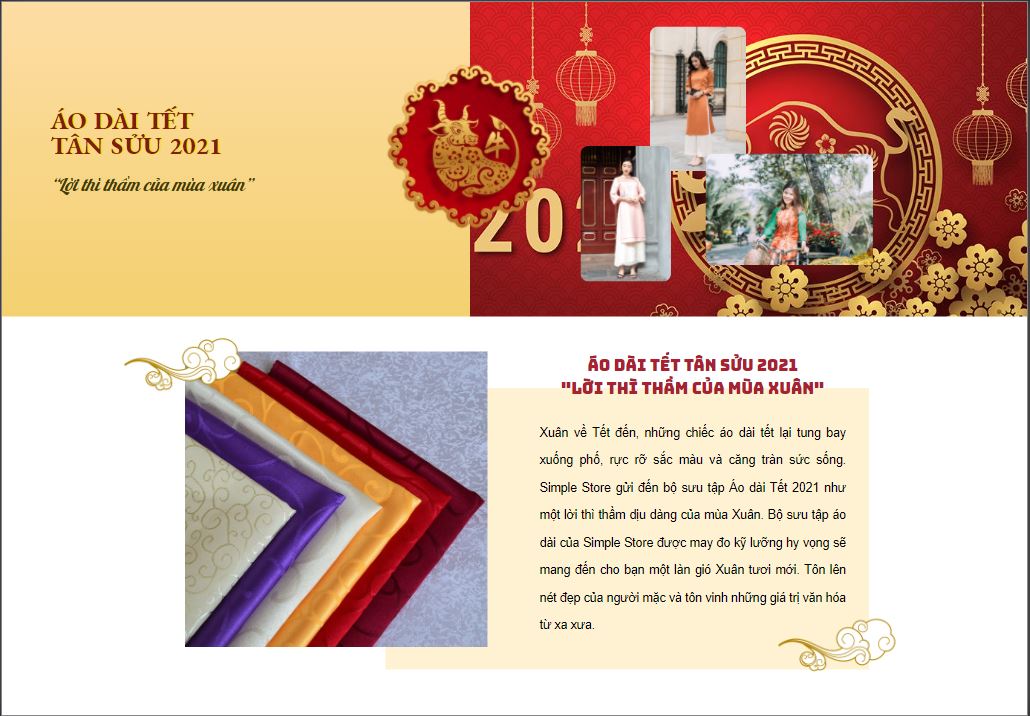 ÁO DÀI TẾT
TÂN SỬU 2021
“Lời thì thầm của mùa xuân”
牛
202
ÁO DÀI TẾT TÂN SỬU 2021
"LỜI THÌ THẦM CỦA MÙA XUÂN"
Xuân về Tết đến, những chiếc áo dài tết lại tung bay
xuống phố, rực rỡ sắc màu và căng tràn sức sống.
Simple Store gửi đến bộ sưu tập Áo dài Tết 2021 như
một lời thì thầm dịu dàng của mùa Xuân. Bộ sưu tập áo
dài của Simple Store được may đo kỹ lưỡng hy vọng sẽ
mang đến cho bạn một làn gió Xuân tươi mới. Tôn lên
nét đẹp của người mặc và tôn vinh những giá trị văn hóa
từ xa xưa.